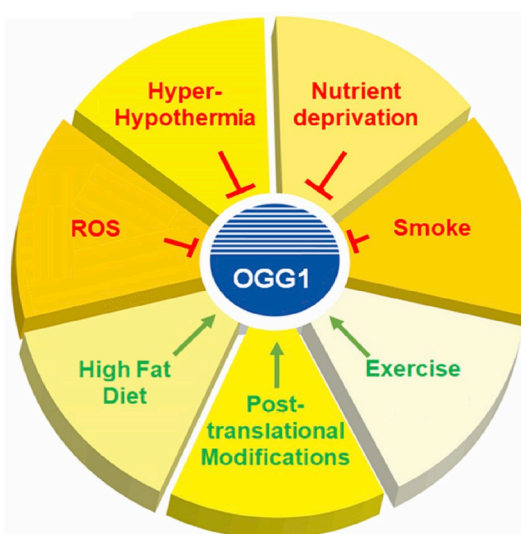 Hyper-
Hypothermia
Nutrient
deprivation
ROS
Smoke
OGG1
High Fat
Diet
Post-
translational
Modifications
Exercise